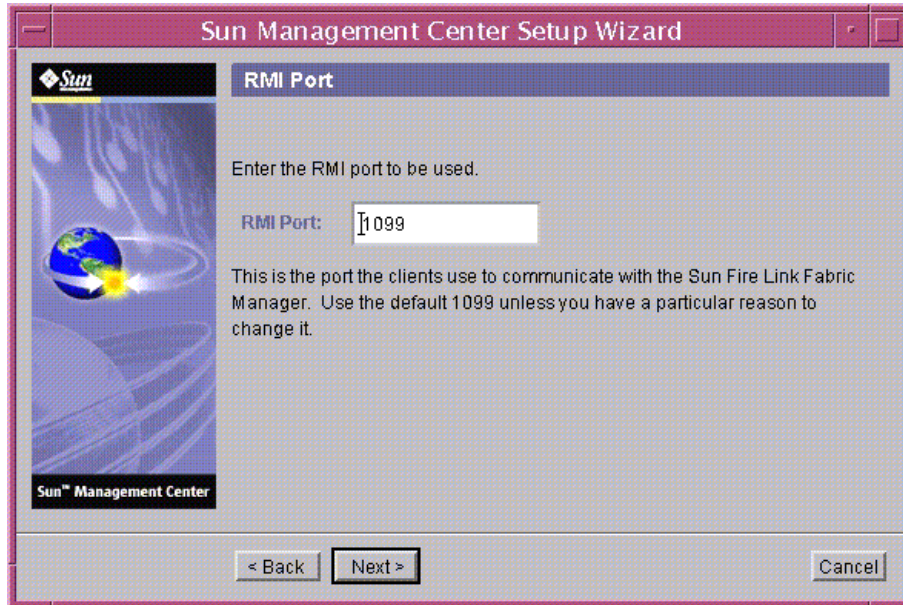 Sun Management Center Setup Wizard
Sun
RMI Port
Enter the RMI port to be used.
RMI Port: 1099
This is the port the clients use to communicate with the Sun Fire Link Fabric
Manager. Use the default 1099 unless you have a particular reason to
change it.
Sun™ Management Center
< Back Next > Cancel